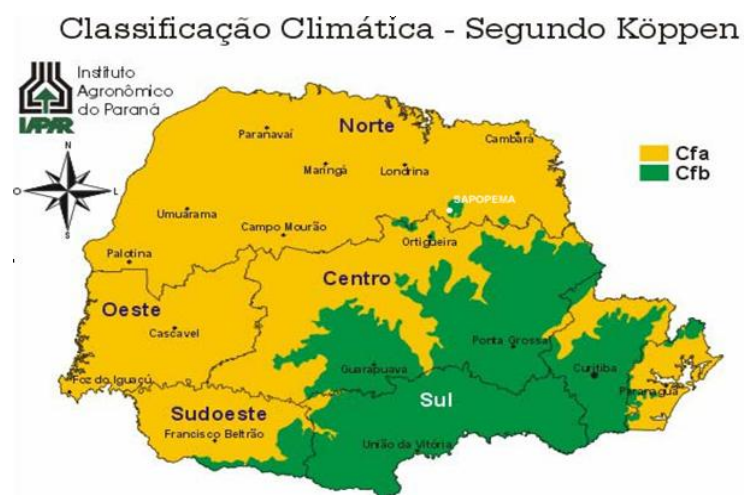 Classificação Climática - Segundo Köppen
Instituto
Agronômico
do Paraná
IAPAR
N
O
L
S
Cfa
Cfb
Norte
Paranavaí
Cambará
Maringá
Londrina
SAPOPEMA
Umuarama
Campo Mourão
Ortigueira
Palotina
Centro
Oeste
Cascavel
Ponta Grossa
Guarapuava
Curitiba
Foz do Iguaçú
Paranaguá
Sul
Sudoeste
Francisco Beltrão
União da Vitória